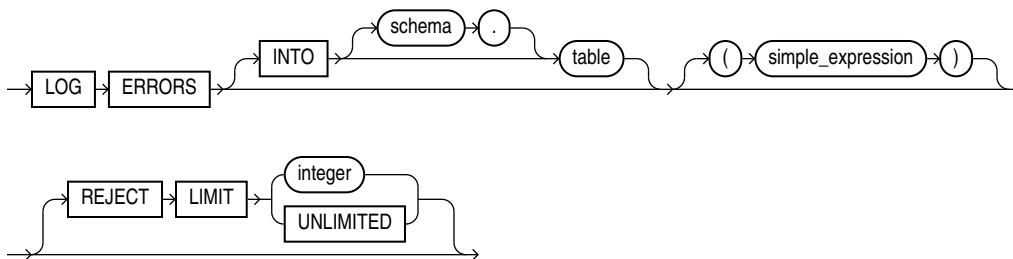 schema .
INTO table ( simple_expression )
LOG ERRORS
integer
REJECT LIMIT
UNLIMITED